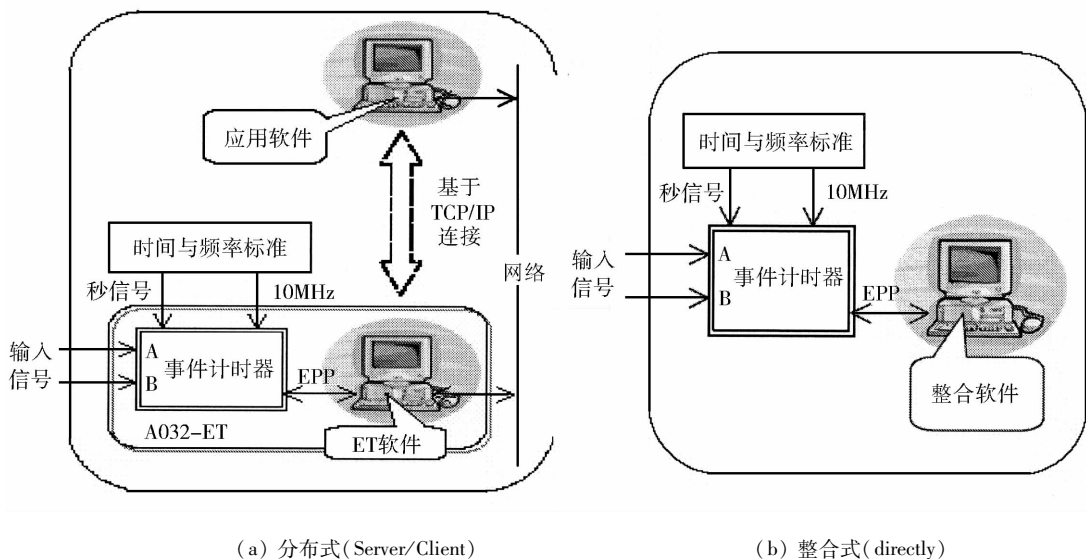 应用软件
基于
TCP/IP
连接
网络
时间与频率标准
秒信号
10MHz
输入
信号
A
B
事件计时器
EPP
A032-ET
ET软件
(a) 分布式(Server/Client)
时间与频率标准
秒信号
10MHz
输入
信号
A
B
事件计时器
EPP
整合软件
(b) 整合式(directly)